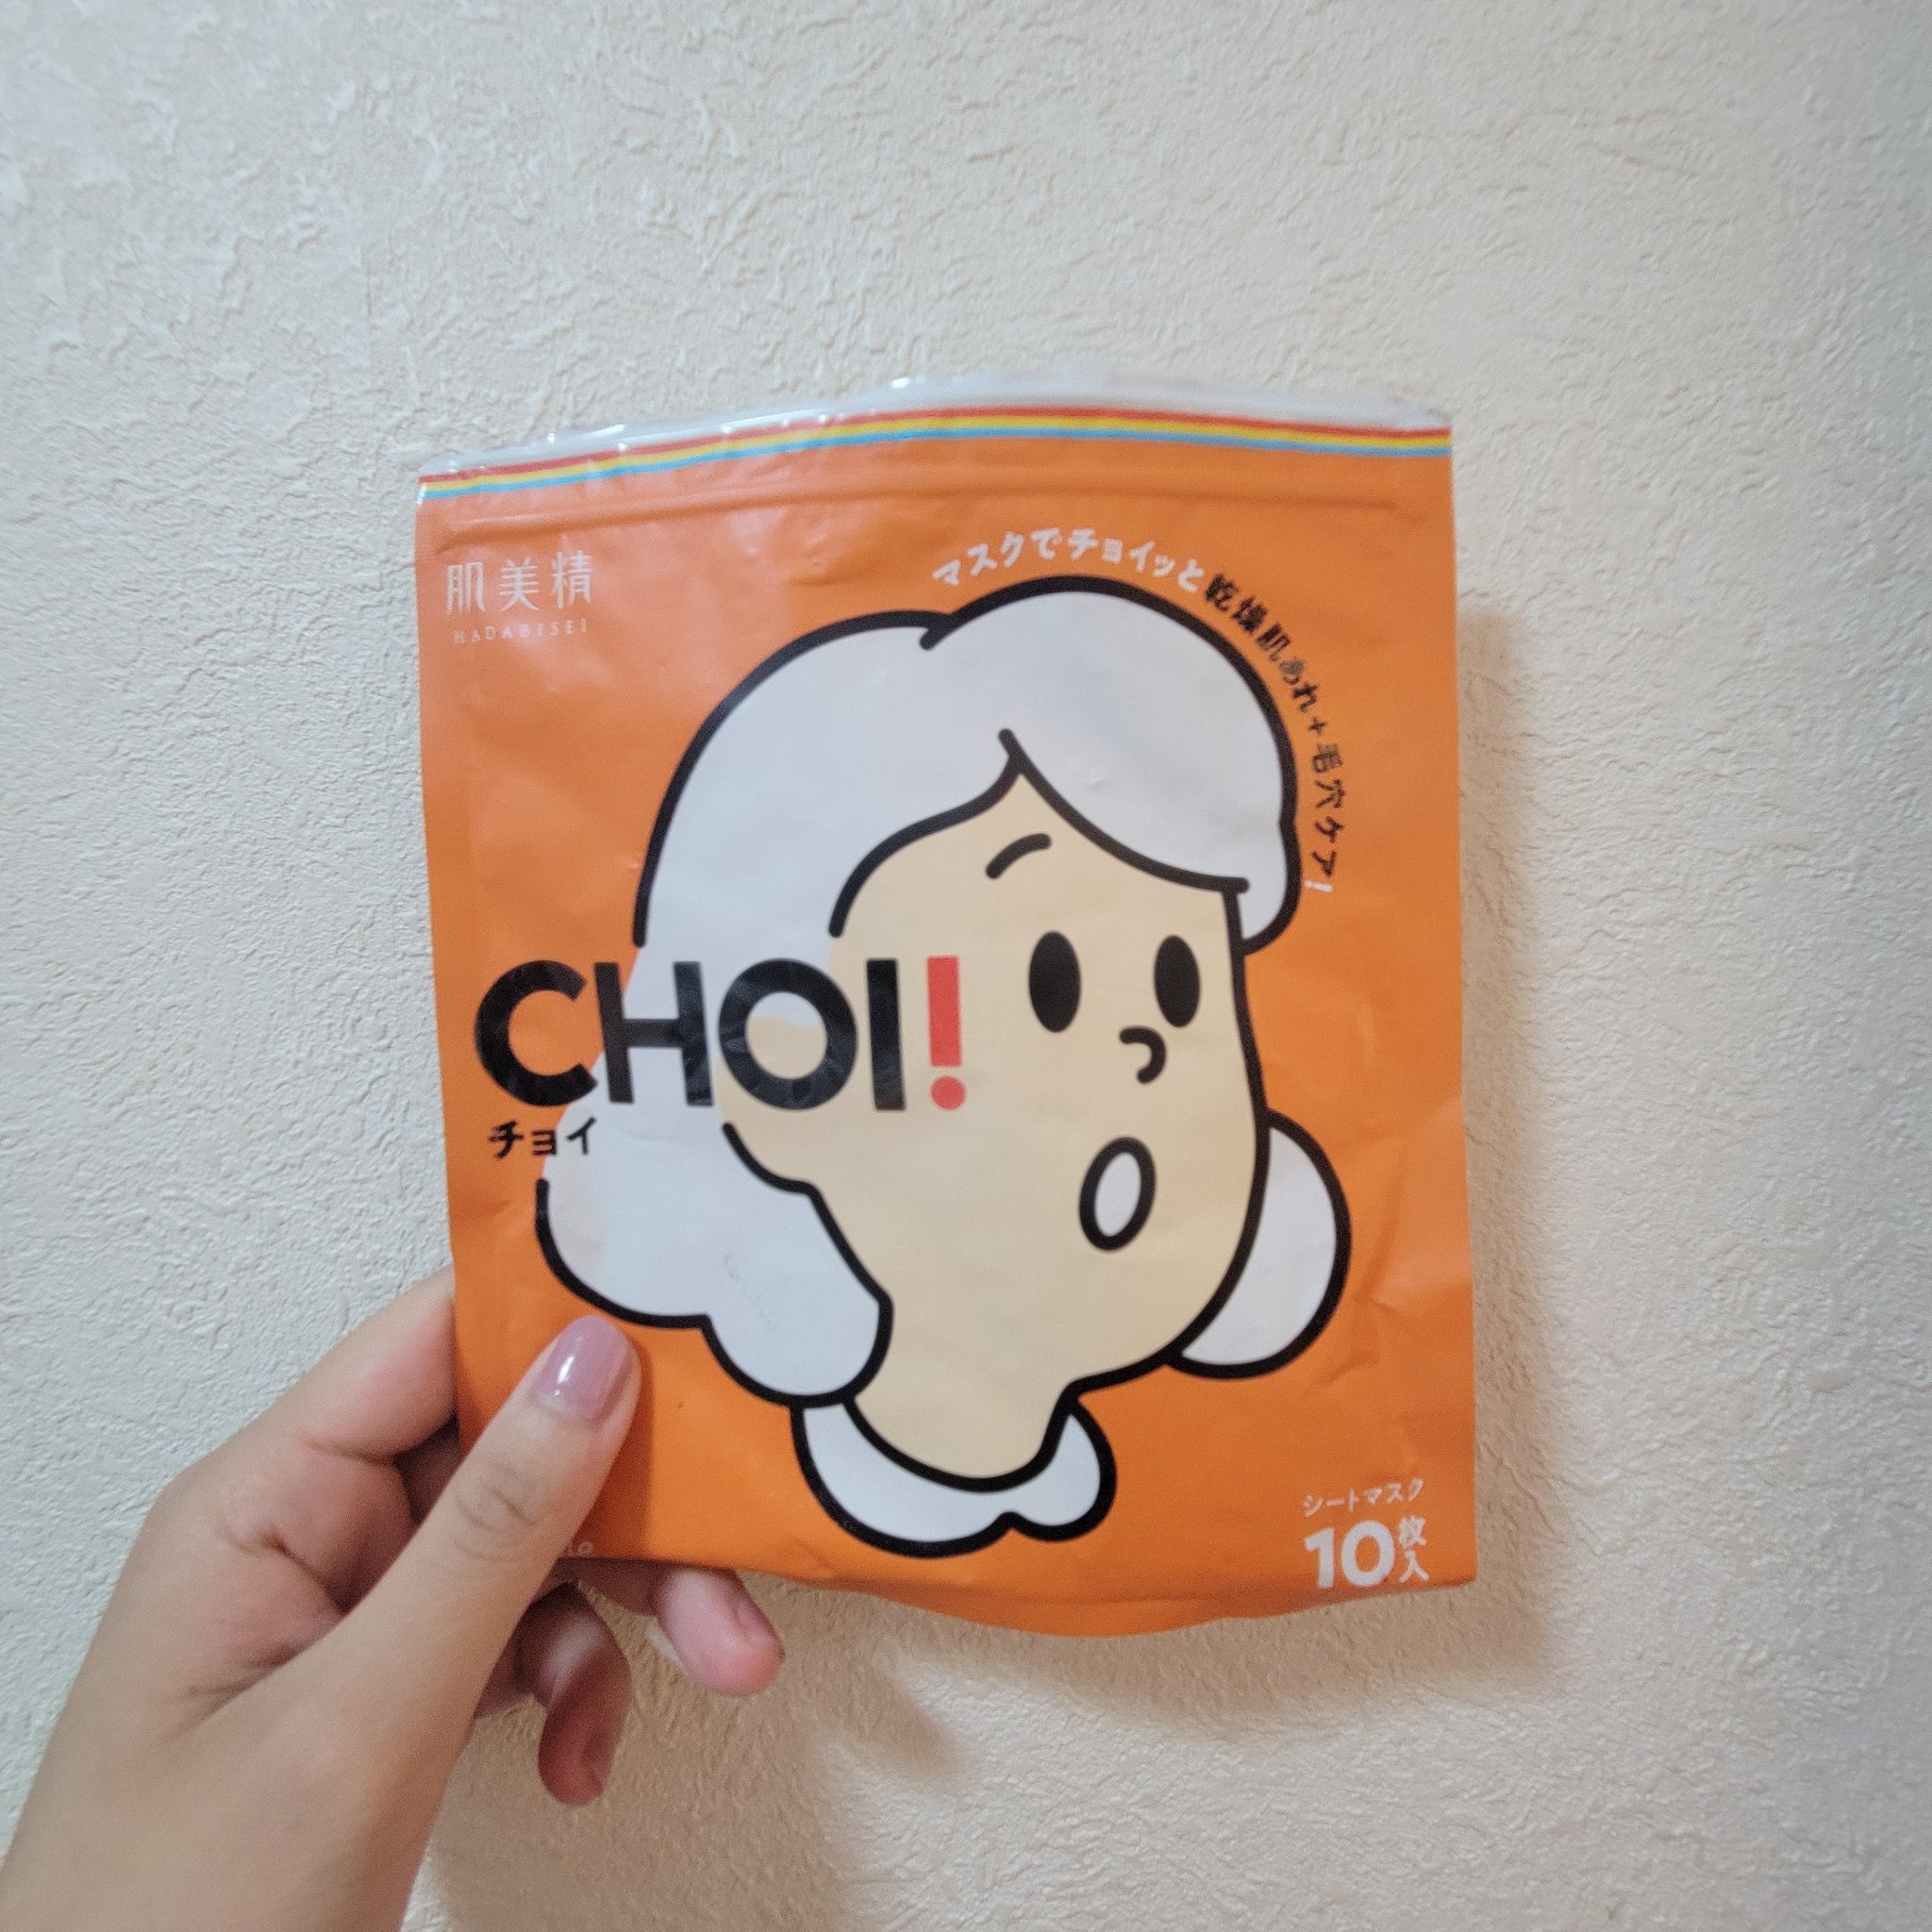 肌美精
HADABISEI
マスクでチョイッと乾燥肌あれ+毛穴ケア!
CHOI!
チョイ
シートマスク
10枚入